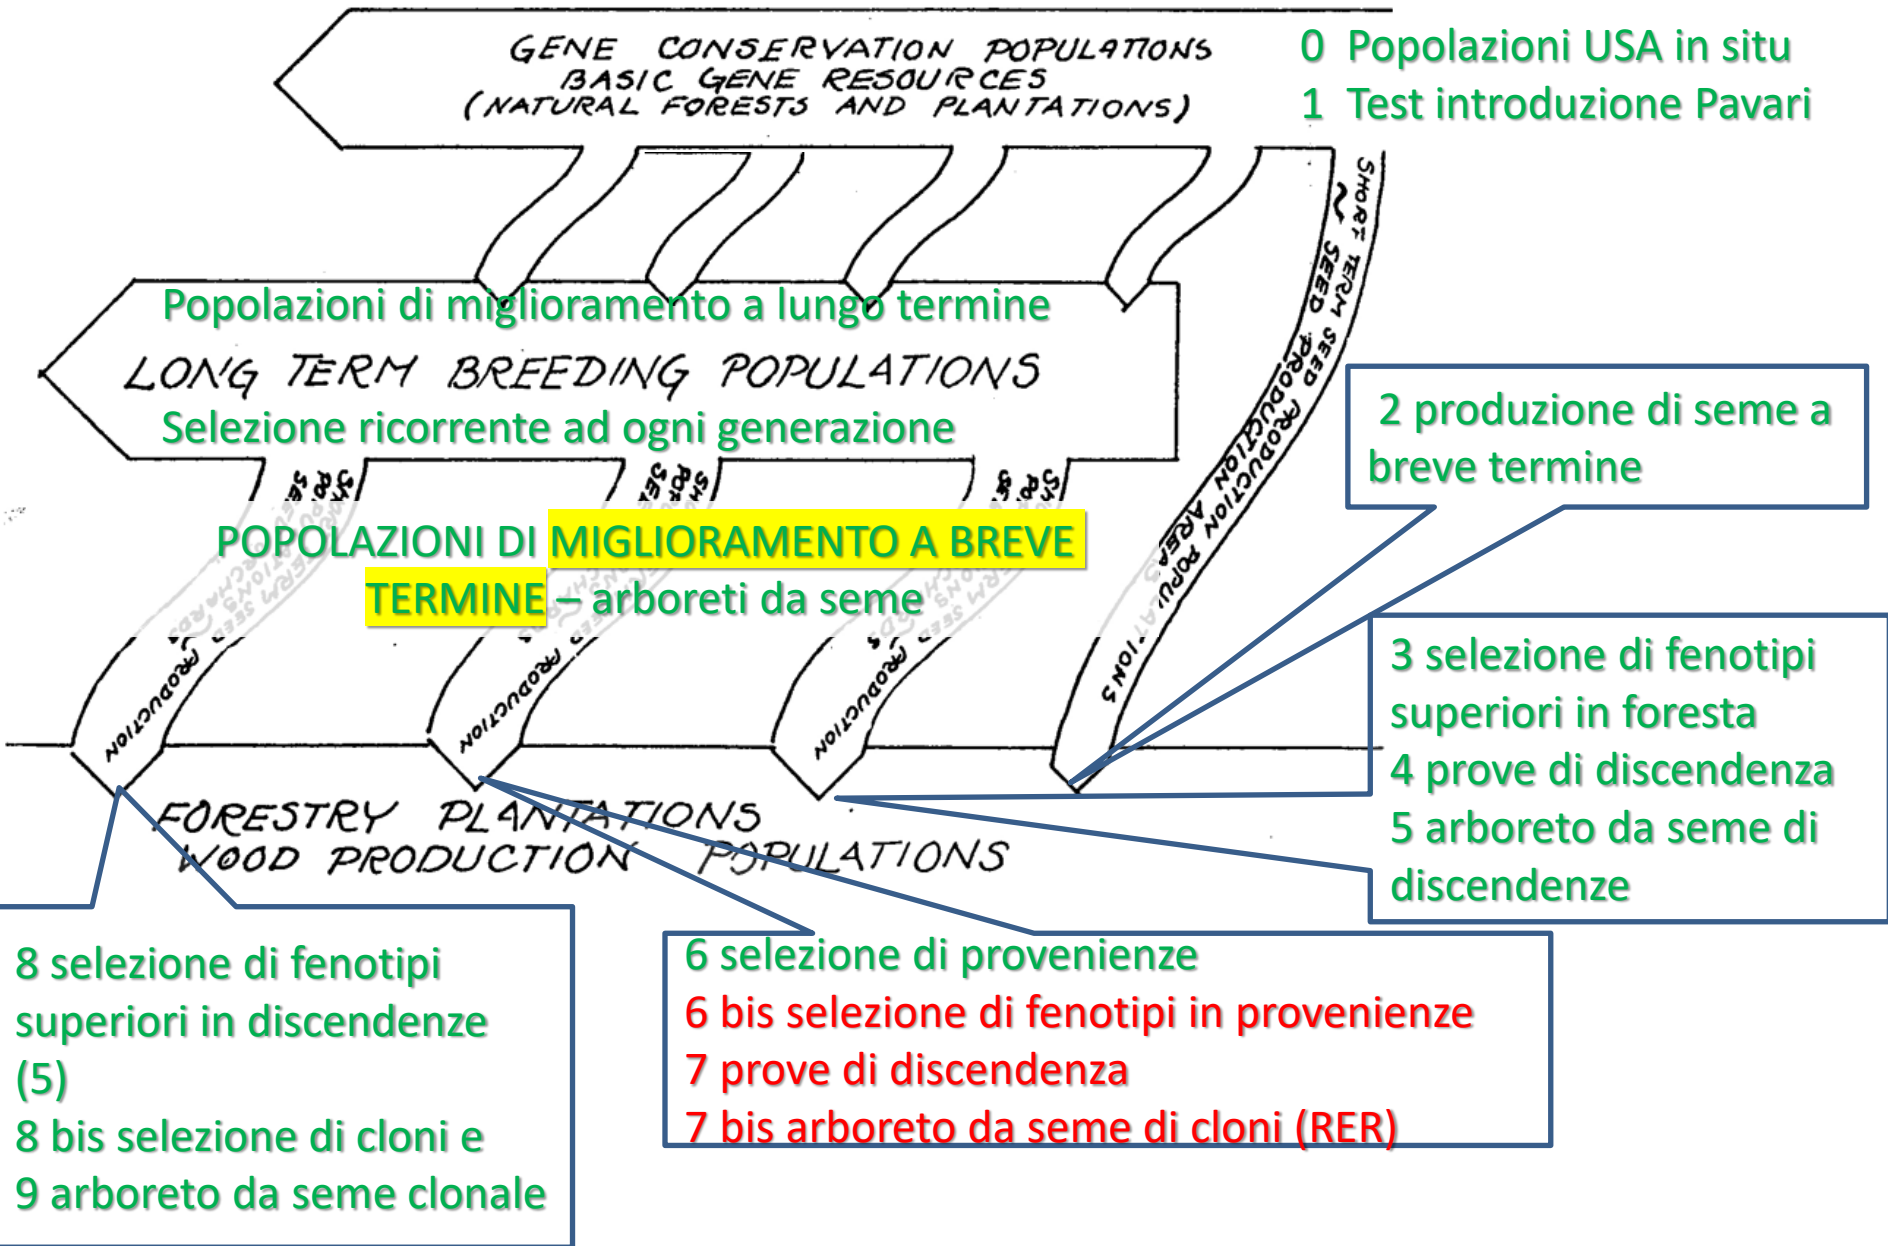 GENE CONSERVATION POPULATIONS
BASIC GENE RESOURCES
(NATURAL FORESTS AND PLANTATIONS)
0 Popolazioni USA in situ
1 Test introduzione Pavari
SHORT TERM SEED PRODUCTION POPULATIONS
~ SEED PRODUCTION AREAS
Popolazioni di miglioramento a lungo termine
LONG TERM BREEDING POPULATIONS
Selezione ricorrente ad ogni generazione
2 produzione di seme a
breve termine
POPOLAZIONI DI MIGLIORAMENTO A BREVE
TERMINE – arboreti da seme
PRODUCTION
PRODUCTION
PRODUCTION
3 selezione di fenotipi
superiori in foresta
4 prove di discendenza
5 arboreto da seme di
discendenze
FORESTRY PLANTATIONS
WOOD PRODUCTION POPULATIONS
8 selezione di fenotipi
superiori in discendenze
(5)
8 bis selezione di cloni e
9 arboreto da seme clonale
6 selezione di provenienze
6 bis selezione di fenotipi in provenienze
7 prove di discendenza
7 bis arboreto da seme di cloni (RER)